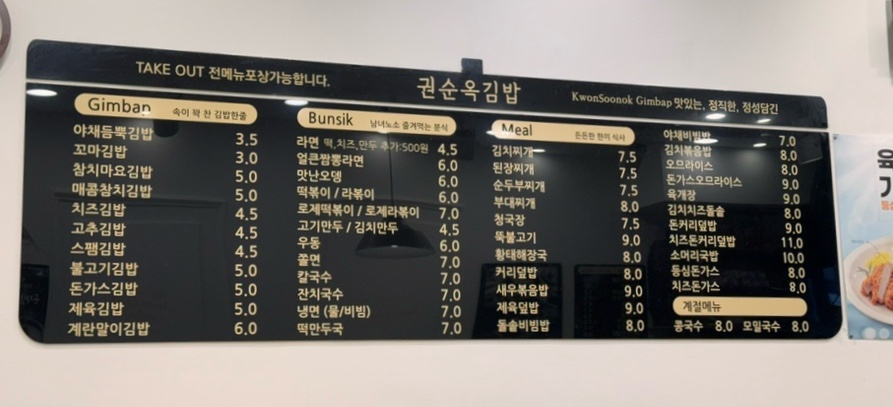 TAKE OUT 전메뉴포장가능합니다.
권순옥김밥
KwonSoonok Gimbap 맛있는, 정직한, 정성담긴
Gimbap 속이 꽉 찬 김밥한줄
야채듬뿍김밥 3.5
꼬마김밥 3.0
참치마요김밥 5.0
매콤참치김밥 5.0
치즈김밥 4.5
고추김밥 4.5
스팸김밥 4.5
불고기김밥 5.0
돈가스김밥 5.0
제육김밥 5.0
계란말이김밥 6.0
Bunsik 남녀노소 즐겨먹는 분식
라면 떡,치즈,만두 추가:500원 4.5
얼큰짬뽕라면 6.0
맛난오뎅 6.0
떡볶이 / 라볶이 6.0
로제떡볶이 / 로제라볶이 7.0
고기만두 / 김치만두 6.0
우동 6.0
쫄면 7.0
칼국수 7.0
잔치국수 7.0
냉면 (물/비빔) 7.0
떡만두국 7.0
Meal 든든한 한끼 식사
김치찌개 7.5
된장찌개 7.5
순두부찌개 7.5
부대찌개 8.0
청국장 7.5
뚝불고기 9.0
황태해장국 8.0
커리덮밥 8.0
새우볶음밥 9.0
제육덮밥 9.0
돌솥비빔밥 8.0
야채비빔밥 7.0
김치볶음밥 8.0
오므라이스 8.0
돈가스오므라이스 9.0
육개장 9.0
김치치즈돌솥 8.0
돈커리덮밥 9.0
치즈돈커리덮밥 11.0
소머리국밥 10.0
등심돈가스 8.0
치즈돈가스 8.0
계절메뉴
콩국수 8.0 모밀국수 8.0